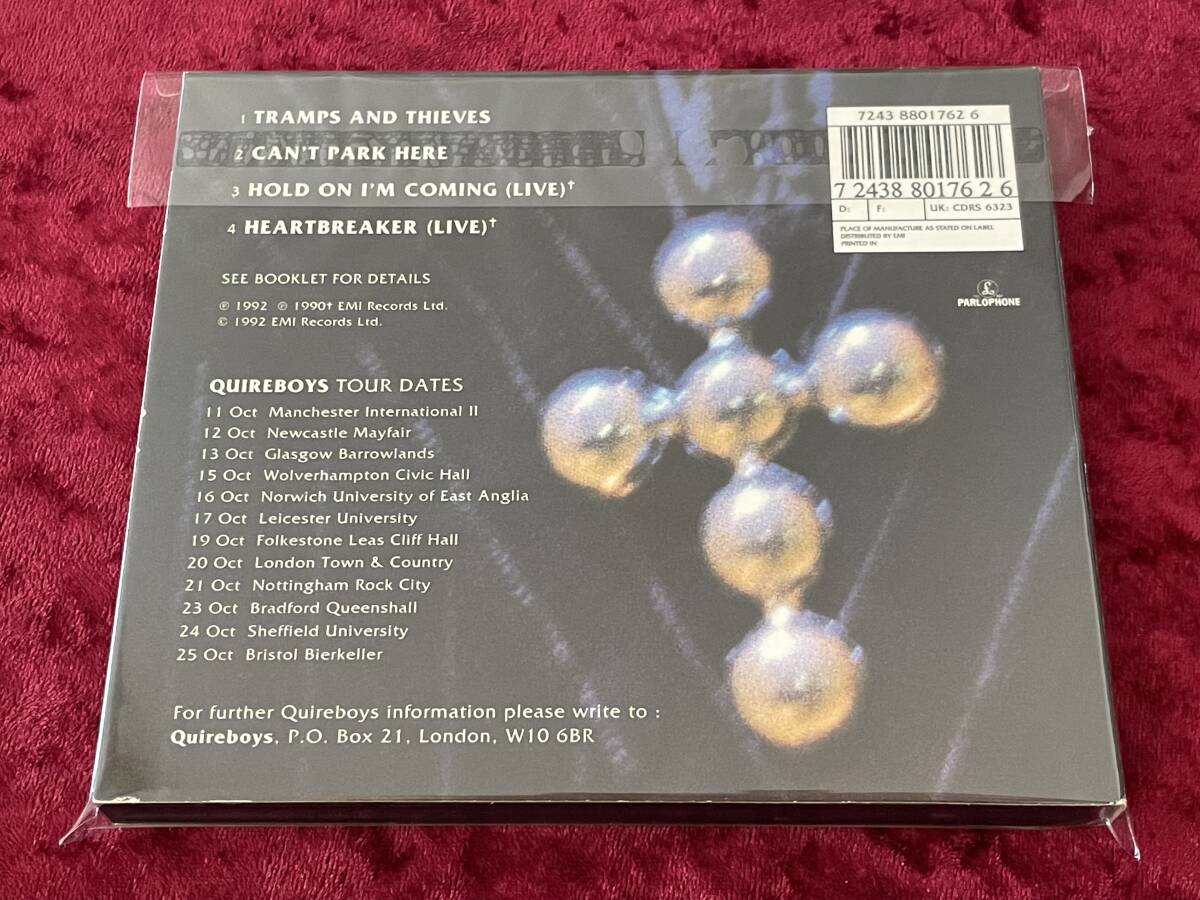 1 TRAMPS AND THIEVES
2 CAN'T PARK HERE
3 HOLD ON I'M COMING (LIVE)†
4 HEARTBREAKER (LIVE)†
SEE BOOKLET FOR DETAILS
℗ 1992 ℗ 1990† EMI Records Ltd.
© 1992 EMI Records Ltd.
7243 8801762 6
7 24388 01762 6
D: F: UK: CDRS 6323
PLACE OF MANUFACTURE AS STATED ON LABEL
DISTRIBUTED BY EMI
PRINTED IN
£
PARLOPHONE
QUIREBOYS TOUR DATES
11 Oct Manchester International II
12 Oct Newcastle Mayfair
13 Oct Glasgow Barrowlands
15 Oct Wolverhampton Civic Hall
16 Oct Norwich University of East Anglia
17 Oct Leicester University
19 Oct Folkestone Leas Cliff Hall
20 Oct London Town & Country
21 Oct Nottingham Rock City
23 Oct Bradford Queenshall
24 Oct Sheffield University
25 Oct Bristol Bierkeller
For further Quireboys information please write to :
Quireboys, P.O. Box 21, London, W10 6BR